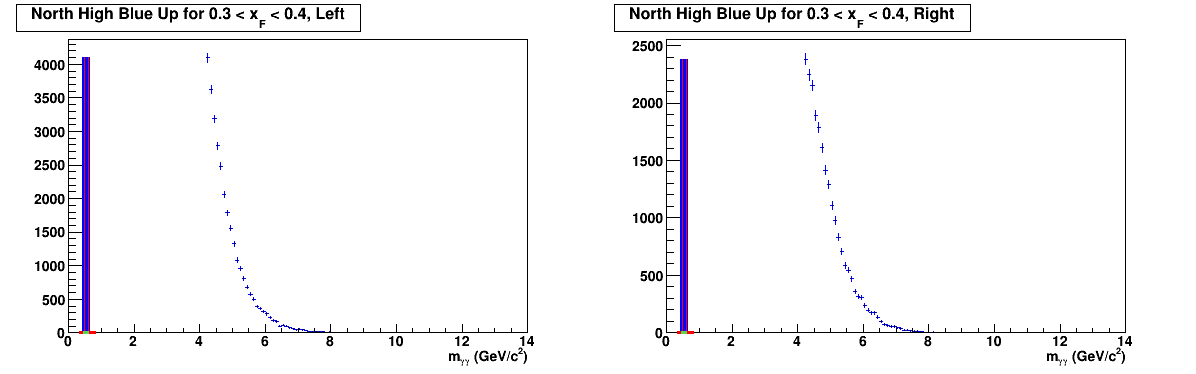 North High Blue Up for 0.3 < x_F < 0.4, Left
4000
3500
3000
2500
2000
1500
1000
500
0
0 2 4 6 8 10 12 14
m_γγ (GeV/c²)
North High Blue Up for 0.3 < x_F < 0.4, Right
2500
2000
1500
1000
500
0
0 2 4 6 8 10 12 14
m_γγ (GeV/c²)